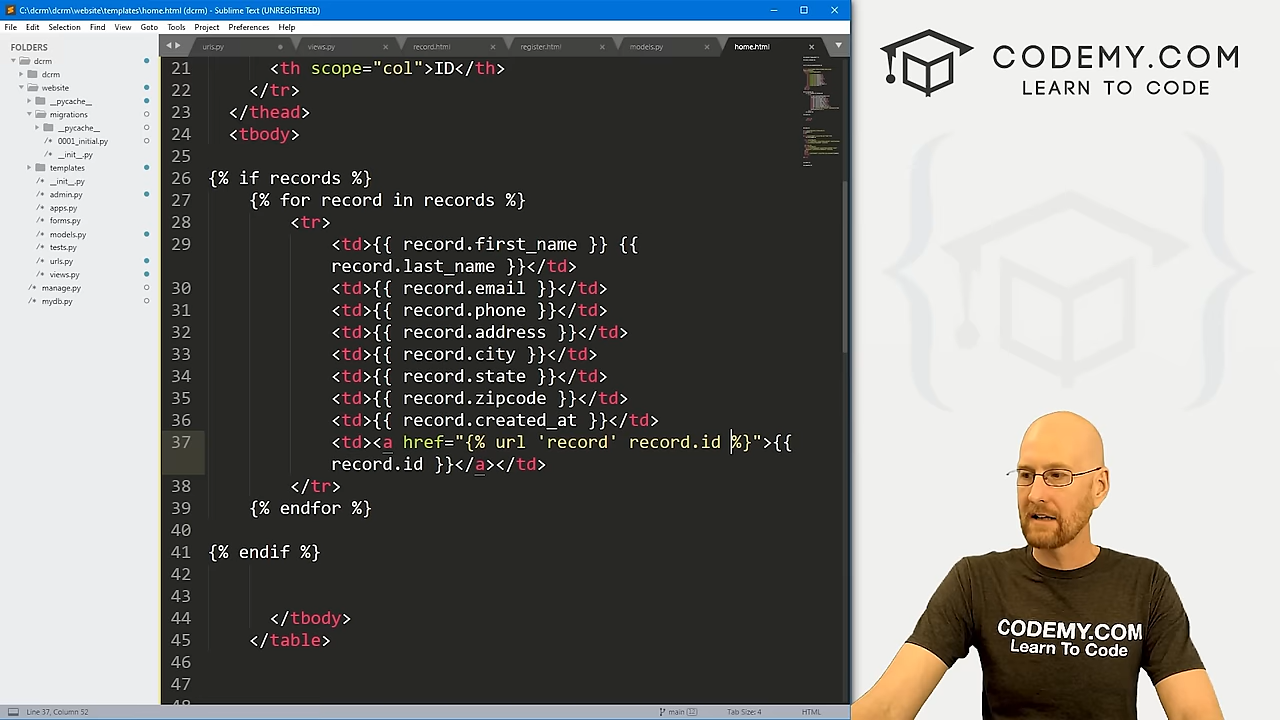 C:\dcrm\dcrm\website\templates\home.html (dcrm) - Sublime Text (UNREGISTERED)
File Edit Selection Find View Goto Tools Project Preferences Help
FOLDERS
dcrm
dcrm
website
__pycache__
migrations
__pycache__
0001_initial.py
__init__.py
templates
__init__.py
admin.py
apps.py
forms.py
models.py
tests.py
urls.py
views.py
manage.py
mydb.py
urls.py views.py record.html register.html models.py home.html
21 <th scope="col">ID</th>
22 </tr>
23 </thead>
24 <tbody>
25
26 {% if records %}
27 {% for record in records %}
28 <tr>
29 <td>{{ record.first_name }} {{
record.last_name }}</td>
30 <td>{{ record.email }}</td>
31 <td>{{ record.phone }}</td>
32 <td>{{ record.address }}</td>
33 <td>{{ record.city }}</td>
34 <td>{{ record.state }}</td>
35 <td>{{ record.zipcode }}</td>
36 <td>{{ record.created_at }}</td>
37 <td><a href="{% url 'record' record.id %}">{{
record.id }}</a></td>
38 </tr>
39 {% endfor %}
40
41 {% endif %}
42
43
44 </tbody>
45 </table>
46
47
48
Line 37, Column 52
main Tab Size: 4 HTML
CODEMY.COM
LEARN TO CODE
CODEMY.COM
Learn To Code